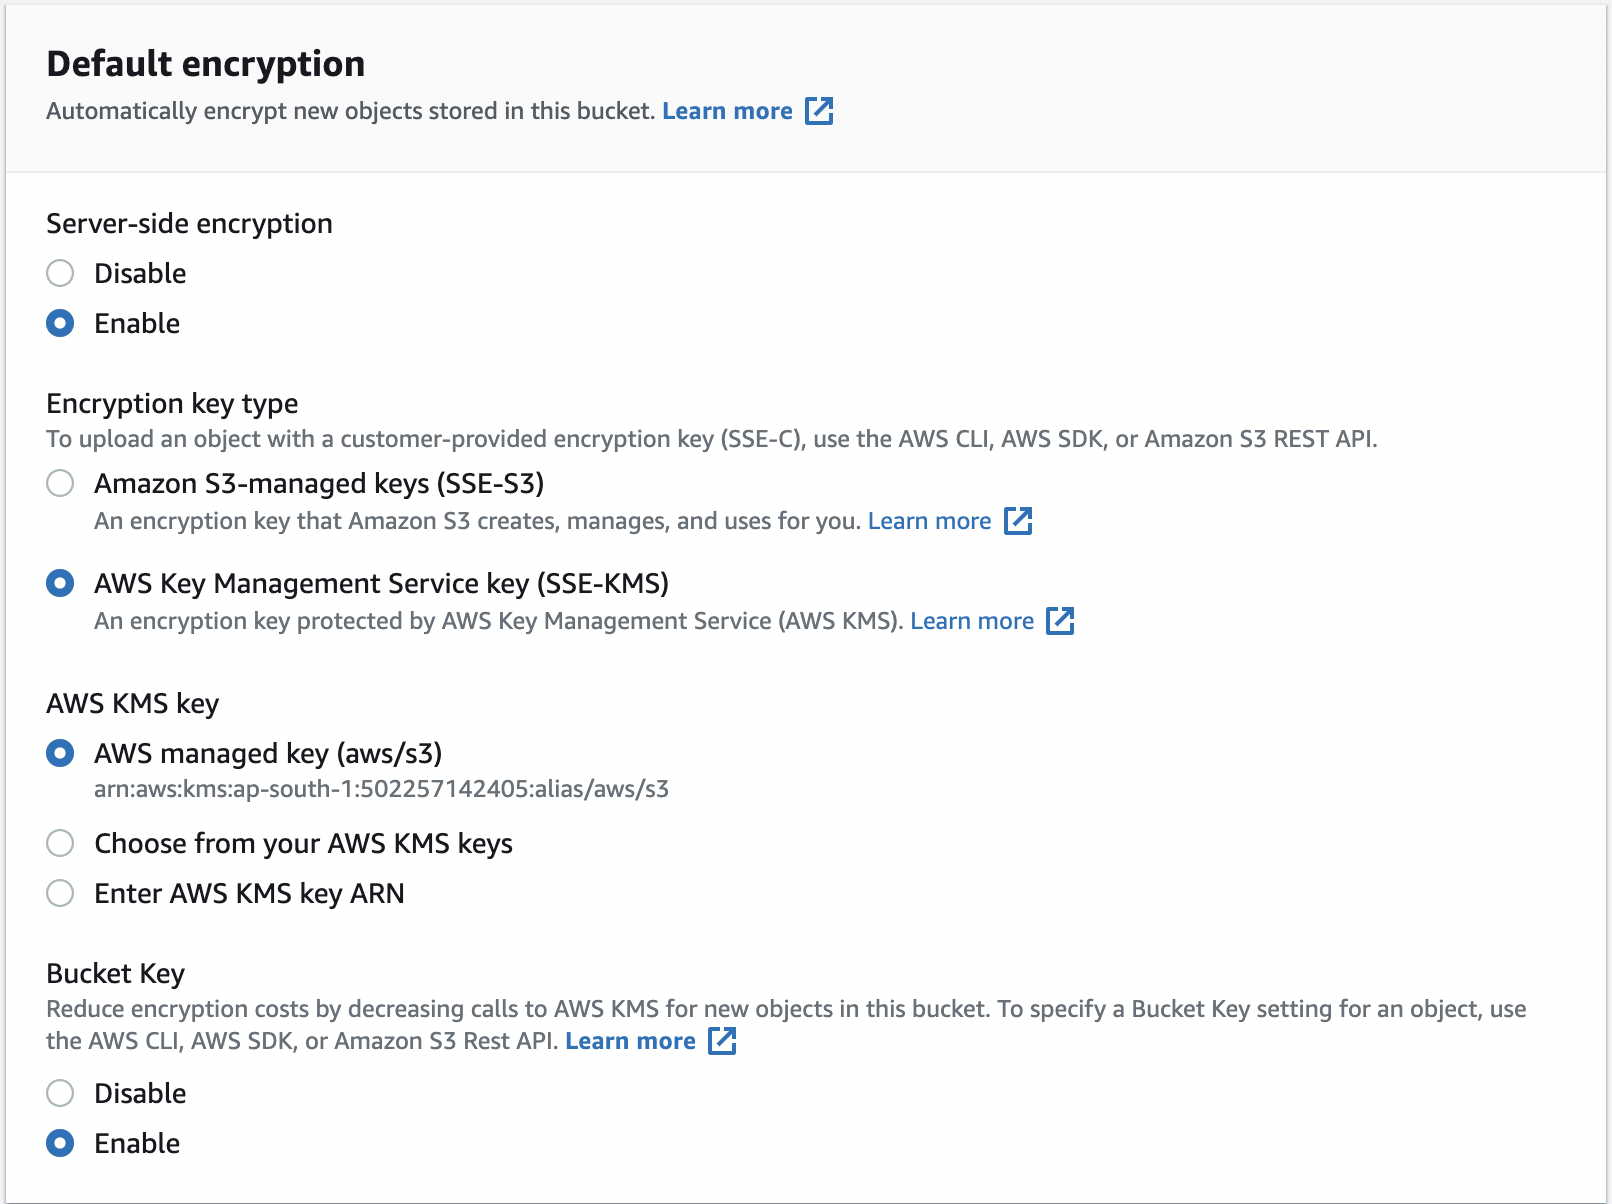 Default encryption
Automatically encrypt new objects stored in this bucket. Learn more
Server-side encryption
Disable
Enable
Encryption key type
To upload an object with a customer-provided encryption key (SSE-C), use the AWS CLI, AWS SDK, or Amazon S3 REST API.
Amazon S3-managed keys (SSE-S3)
An encryption key that Amazon S3 creates, manages, and uses for you. Learn more
AWS Key Management Service key (SSE-KMS)
An encryption key protected by AWS Key Management Service (AWS KMS). Learn more
AWS KMS key
AWS managed key (aws/s3)
arn:aws:kms:ap-south-1:502257142405:alias/aws/s3
Choose from your AWS KMS keys
Enter AWS KMS key ARN
Bucket Key
Reduce encryption costs by decreasing calls to AWS KMS for new objects in this bucket. To specify a Bucket Key setting for an object, use
the AWS CLI, AWS SDK, or Amazon S3 Rest API. Learn more
Disable
Enable